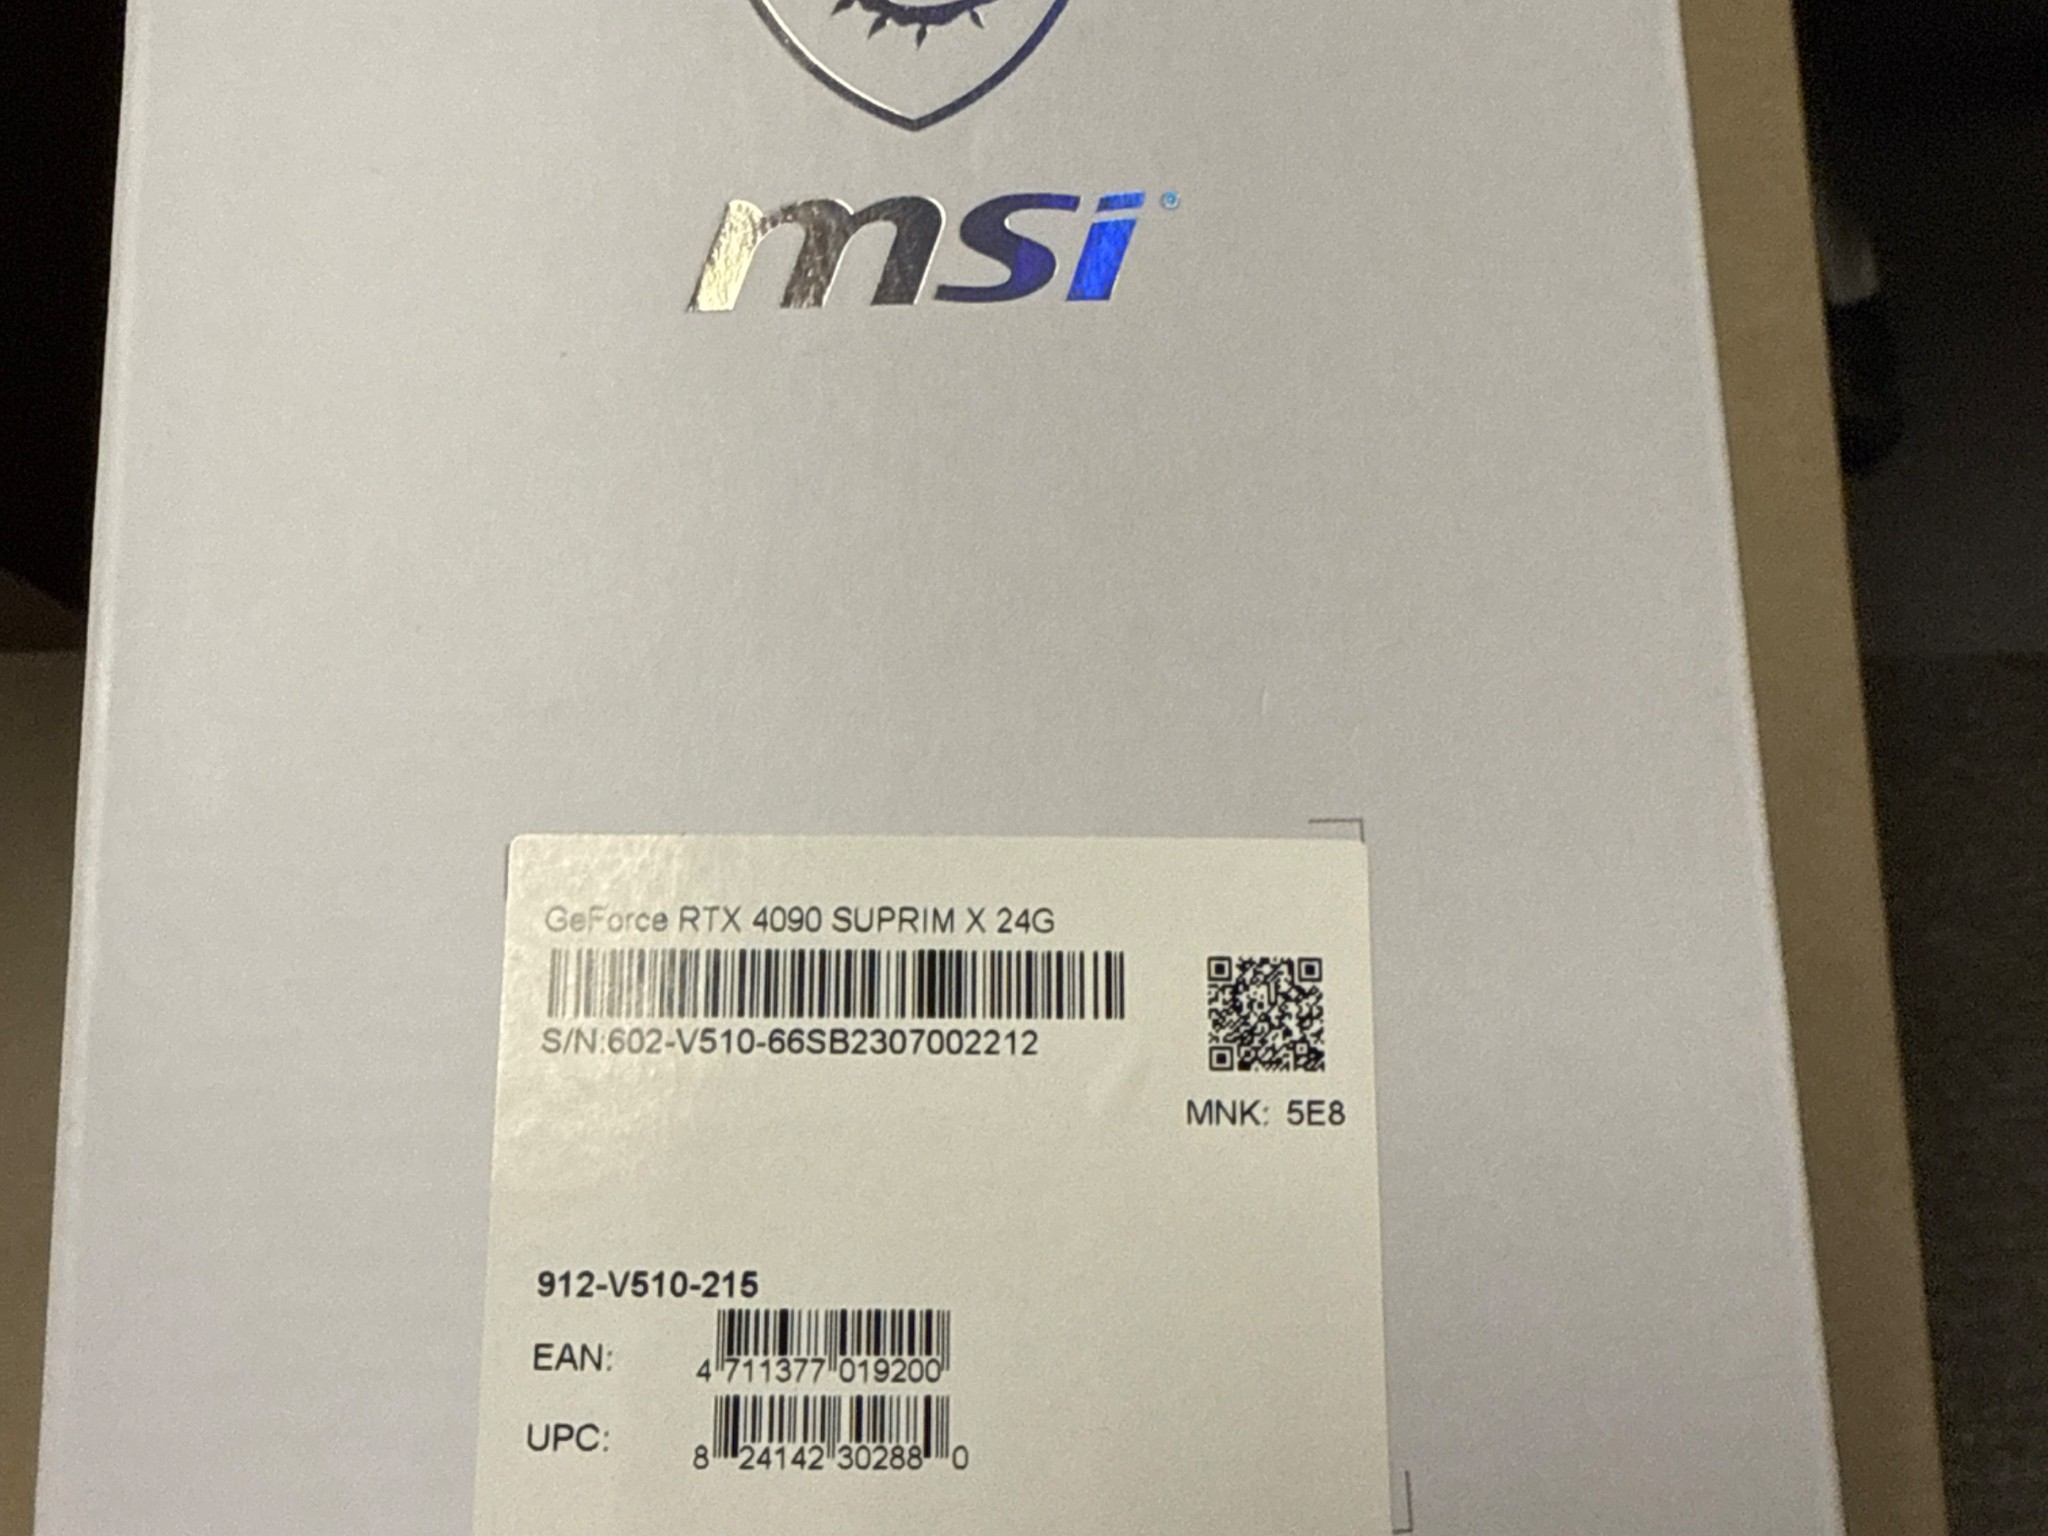 msi
GeForce RTX 4090 SUPRIM X 24G
S/N:602-V510-66SB2307002212
MNK: 5E8
912-V510-215
EAN: 4 711377 019200
UPC: 8 24142 30288 0